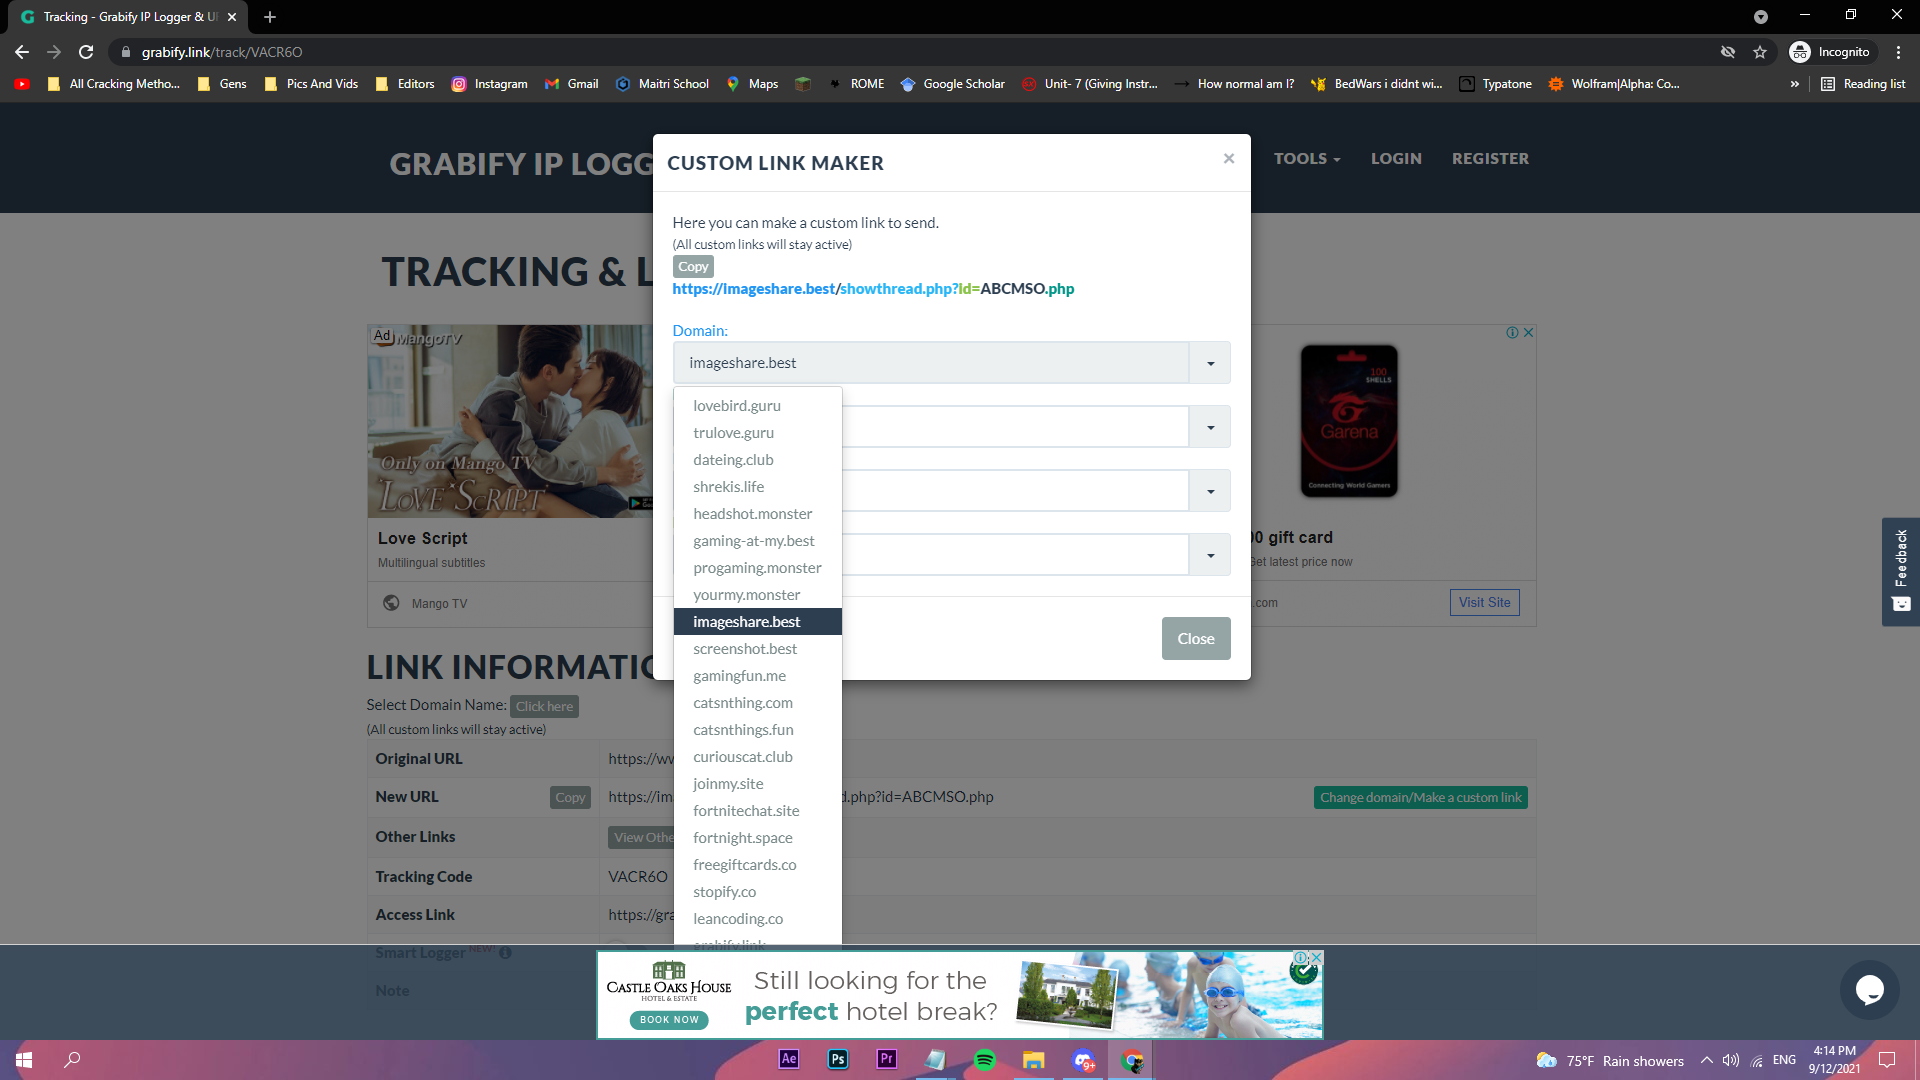 Tracking - Grabify IP Logger & U
grabify.link/track/VACR6O
Incognito
All Cracking Metho...
Gens
Pics And Vids
Editors
Instagram
Gmail
Maitri School
Maps
ROME
Google Scholar
Unit- 7 (Giving Instr...
How normal am I?
BedWars i didnt wi...
Typatone
Wolfram|Alpha: Co...
Reading list
GRABIFY IP LOGG
TOOLS
LOGIN
REGISTER
CUSTOM LINK MAKER
×
Here you can make a custom link to send.
(All custom links will stay active)
Copy
https://imageshare.best/showthread.php?id=ABCMSO.php
Domain:
imageshare.best
lovebird.guru
trulove.guru
dateing.club
shrekis.life
headshot.monster
gaming-at-my.best
progaming.monster
yourmy.monster
imageshare.best
screenshot.best
gamingfun.me
catsnthing.com
catsnthings.fun
curiouscat.club
joinmy.site
fortnitechat.site
fortnight.space
freegiftcards.co
stopify.co
leancoding.co
grabify.link
Close
TRACKING & L
Ad
MangoTV
Only on Mango TV
LOVE SCRIPT
Love Script
Multilingual subtitles
Mango TV
100
SHELLS
Garena
Connecting World Gamers
00 gift card
Get latest price now
.com
Visit Site
Feedback
LINK INFORMATIO
Select Domain Name: Click here
(All custom links will stay active)
Original URL
https://ww
New URL
Copy
https://im
d.php?id=ABCMSO.php
Change domain/Make a custom link
Other Links
View Othe
Tracking Code
VACR6O
Access Link
https://gra
Smart Logger NEW!
Note
CASTLE OAKS HOUSE
HOTEL & ESTATE
BOOK NOW
Still looking for the
perfect hotel break?
Ae
Ps
Pr
9+
75°F Rain showers
ENG
4:14 PM
9/12/2021